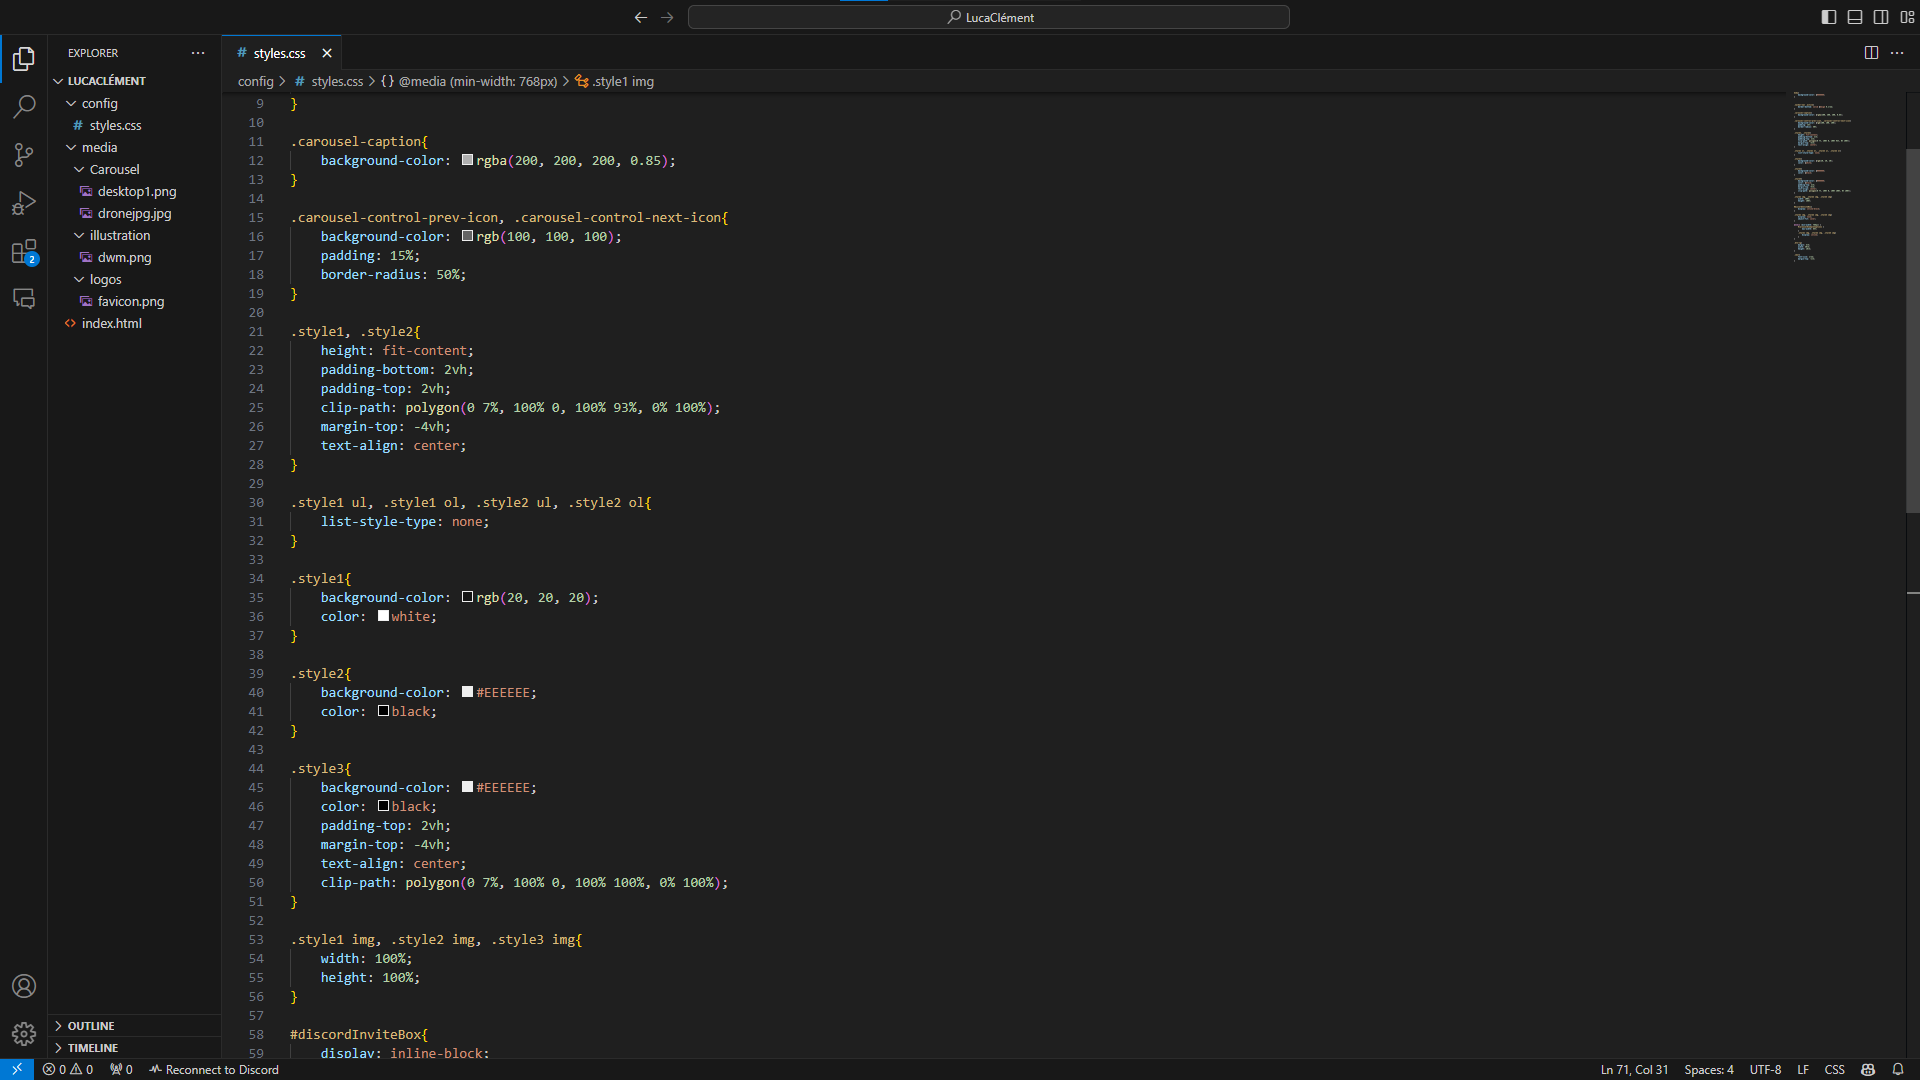 LucaClément
EXPLORER
LUCACLÉMENT
config
styles.css
media
Carousel
desktop1.png
dronejpg.jpg
illustration
dwm.png
logos
favicon.png
index.html
2
OUTLINE
TIMELINE
# styles.css
config > # styles.css > {} @media (min-width: 768px) > .style1 img
9 }
10
11 .carousel-caption{
12 background-color: rgba(200, 200, 200, 0.85);
13 }
14
15 .carousel-control-prev-icon, .carousel-control-next-icon{
16 background-color: rgb(100, 100, 100);
17 padding: 15%;
18 border-radius: 50%;
19 }
20
21 .style1, .style2{
22 height: fit-content;
23 padding-bottom: 2vh;
24 padding-top: 2vh;
25 clip-path: polygon(0 7%, 100% 0, 100% 93%, 0% 100%);
26 margin-top: -4vh;
27 text-align: center;
28 }
29
30 .style1 ul, .style1 ol, .style2 ul, .style2 ol{
31 list-style-type: none;
32 }
33
34 .style1{
35 background-color: rgb(20, 20, 20);
36 color: white;
37 }
38
39 .style2{
40 background-color: #EEEEEE;
41 color: black;
42 }
43
44 .style3{
45 background-color: #EEEEEE;
46 color: black;
47 padding-top: 2vh;
48 margin-top: -4vh;
49 text-align: center;
50 clip-path: polygon(0 7%, 100% 0, 100% 100%, 0% 100%);
51 }
52
53 .style1 img, .style2 img, .style3 img{
54 width: 100%;
55 height: 100%;
56 }
57
58 #discordInviteBox{
59 display: inline-block;
0 0 0 Reconnect to Discord
Ln 71, Col 31 Spaces: 4 UTF-8 LF CSS